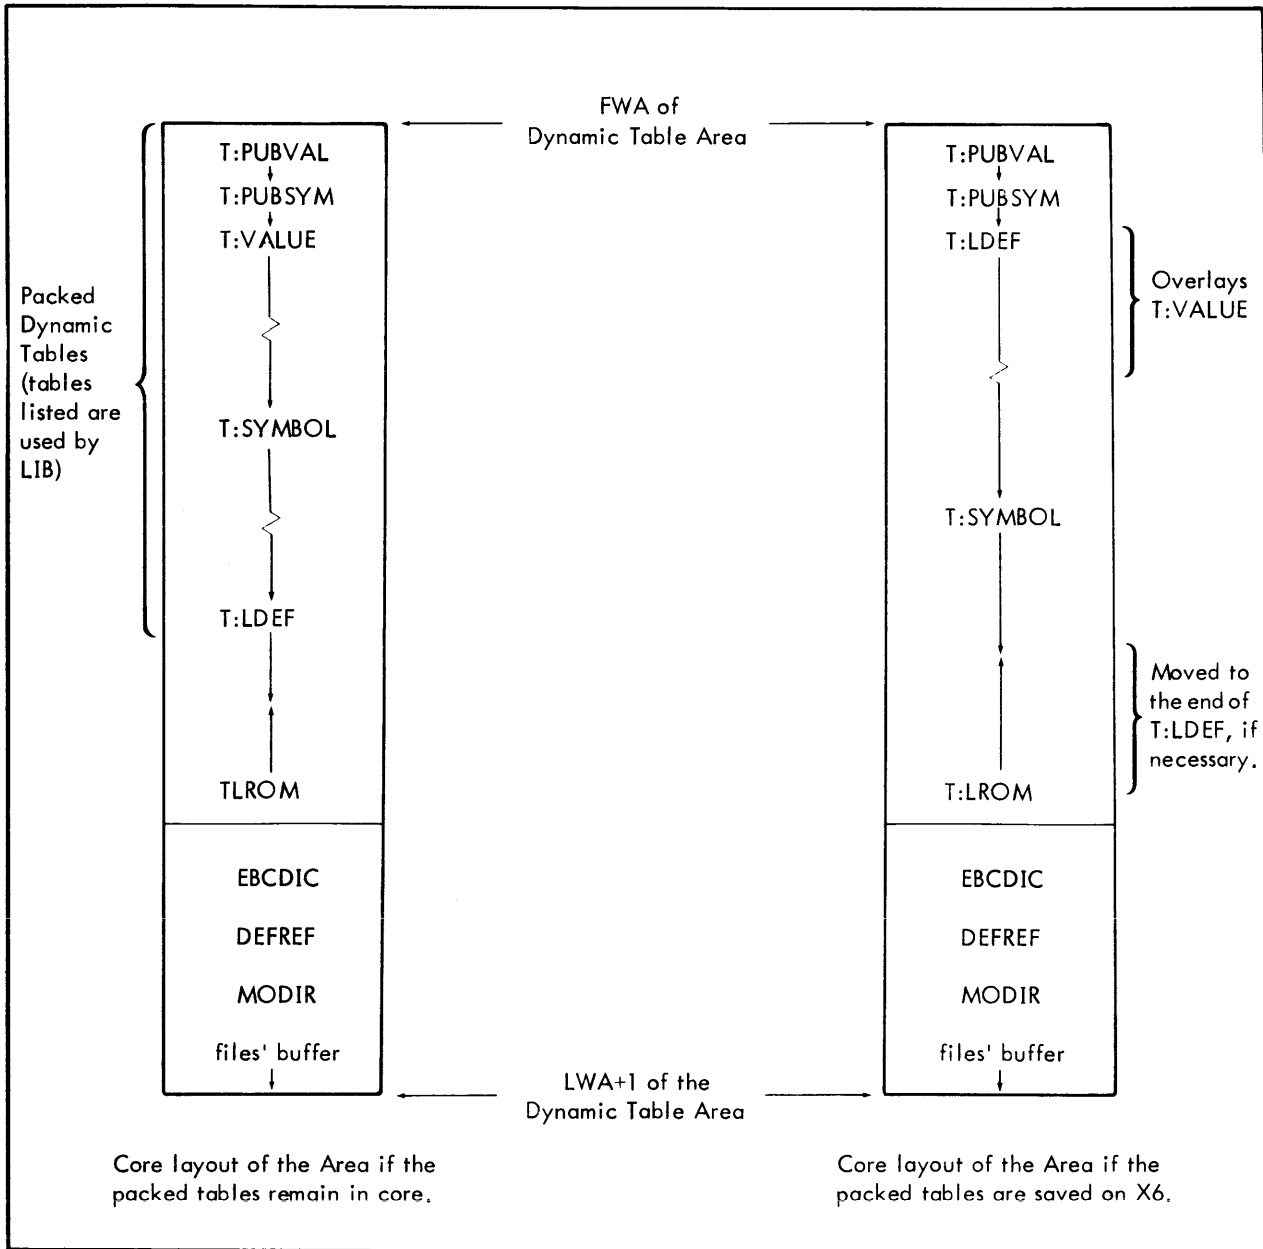 FWA of
Dynamic Table Area
Packed
Dynamic
Tables
(tables
listed are
used by
LIB)
T:PUBVAL
T:PUBSYM
T:VALUE
T:SYMBOL
T:LDEF
TLROM
EBCDIC
DEFREF
MODIR
files' buffer
T:PUBVAL
T:PUBSYM
T:LDEF
T:SYMBOL
T:LROM
EBCDIC
DEFREF
MODIR
files' buffer
Overlays
T:VALUE
Moved to
the end of
T:LDEF, if
necessary.
LWA+1 of the
Dynamic Table Area
Core layout of the Area if the
packed tables remain in core.
Core layout of the Area if the
packed tables are saved on X6.